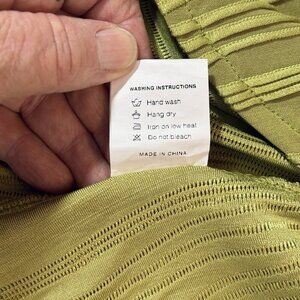 WASHING INSTRUCTIONS
Hand wash
Hang dry
Iron on low heat
Do not bleach
MADE IN CHINA